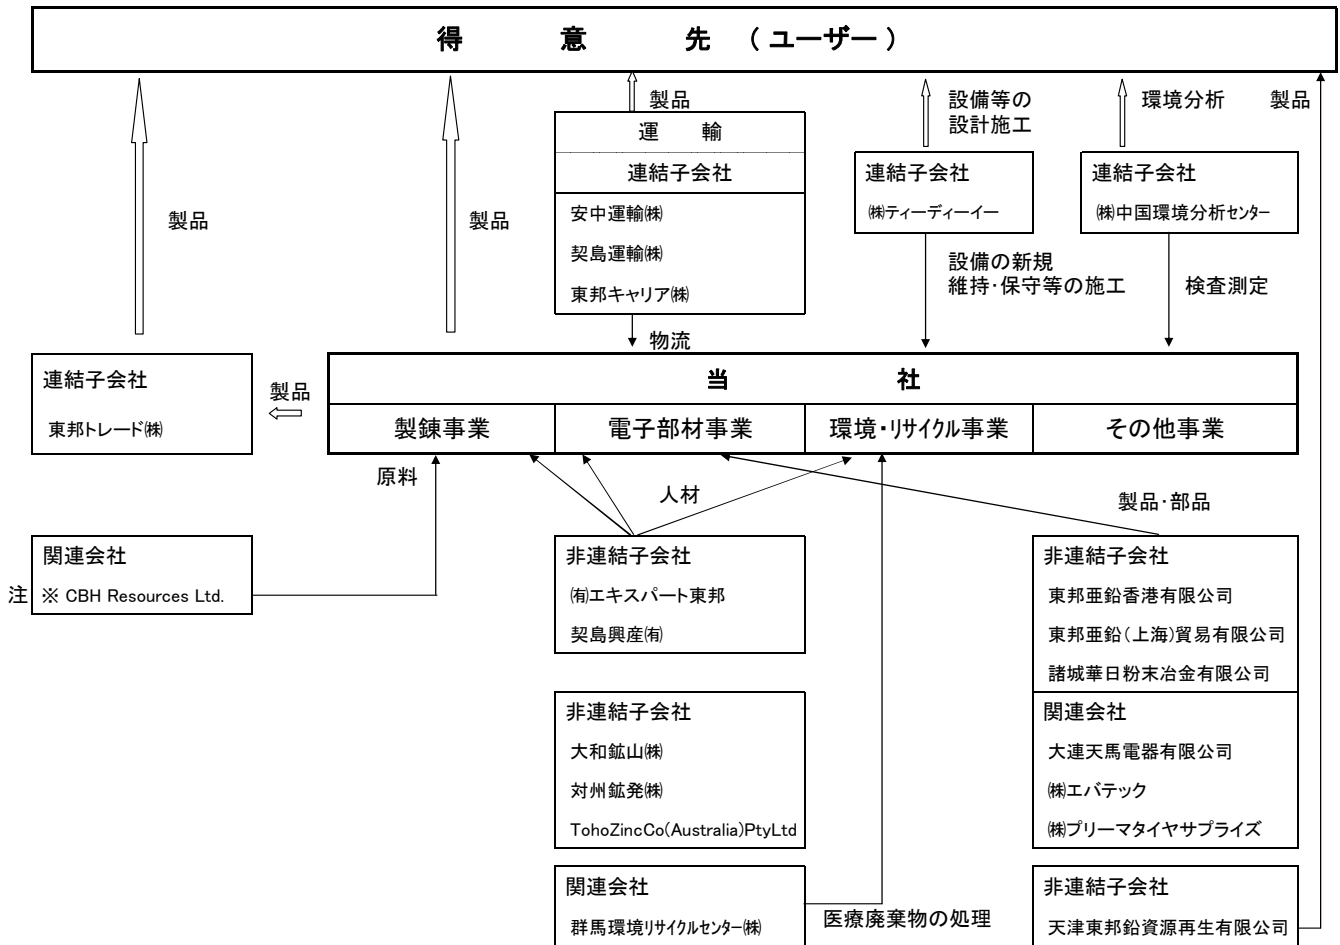 得 意 先 （ ユーザー ）
製品
設備等の
設計施工
環境分析
製品
運 輸
連結子会社
安中運輸㈱
契島運輸㈱
東邦キャリア㈱
連結子会社
㈱ティーディーイー
連結子会社
㈱中国環境分析センター
製品
製品
設備の新規
維持・保守等の施工
検査測定
物流
連結子会社
東邦トレード㈱
製品
当 社
製錬事業
電子部材事業
環境・リサイクル事業
その他事業
原料
人材
製品・部品
注
関連会社
※ CBH Resources Ltd.
非連結子会社
㈲エキスパート東邦
契島興産㈲
非連結子会社
東邦亜鉛香港有限公司
東邦亜鉛（上海）貿易有限公司
諸城華日粉末冶金有限公司
非連結子会社
大和鉱山㈱
対州鉱発㈱
TohoZincCo(Australia)PtyLtd
関連会社
大連天馬電器有限公司
㈱エバテック
㈱プリーマタイヤサプライズ
関連会社
群馬環境リサイクルセンター㈱
医療廃棄物の処理
非連結子会社
天津東邦鉛資源再生有限公司